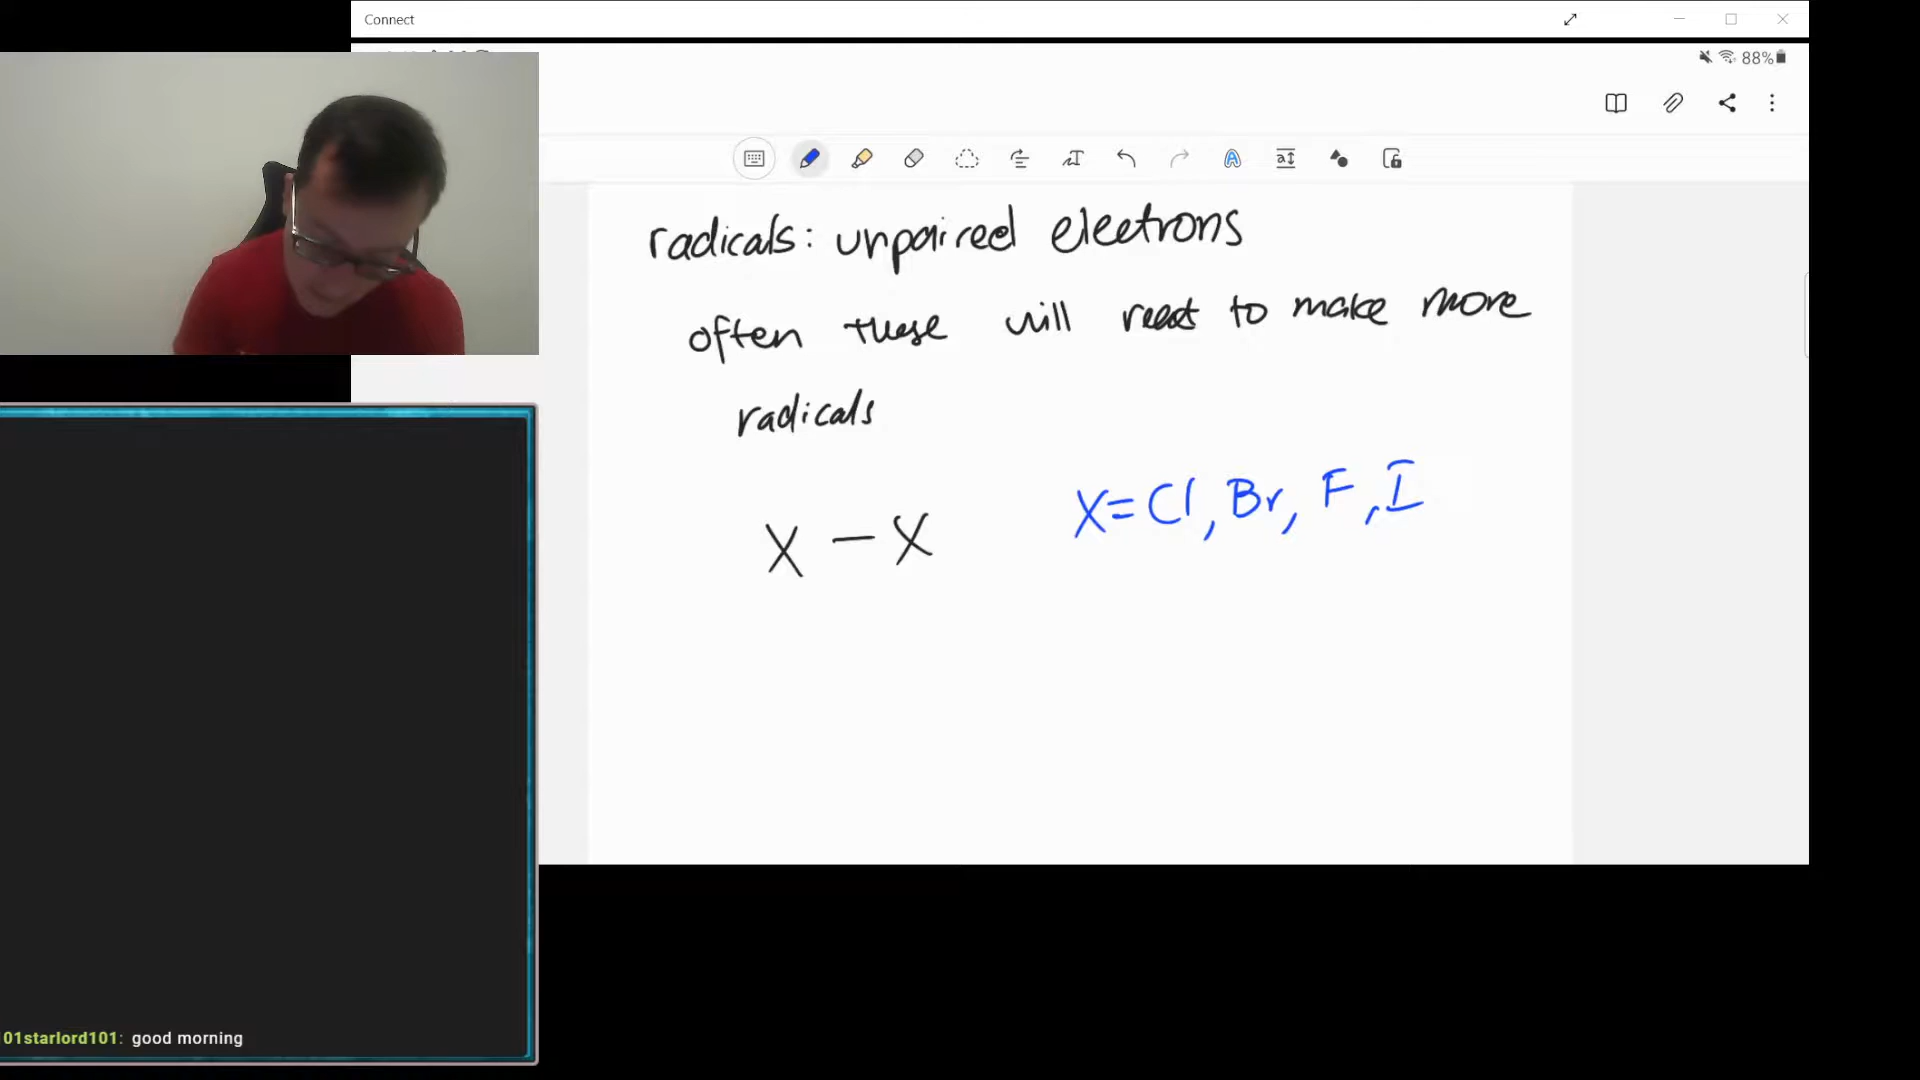 Connect
88%
radicals: unpaired electrons
often these will react to make more
radicals
X - X
X = Cl, Br, F, I
01starlord101: good morning